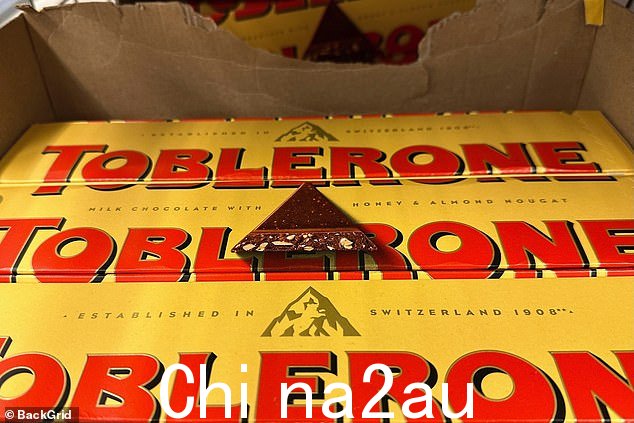 · ESTABLISHED IN SWITZERLAND 1908
TOBLERONE
MILK CHOCOLATE WITH HONEY & ALMOND NOUGAT
TOBLERONE
· ESTABLISHED IN SWITZERLAND 1908**·
OBLERON
Chi na2au
© BackGrid